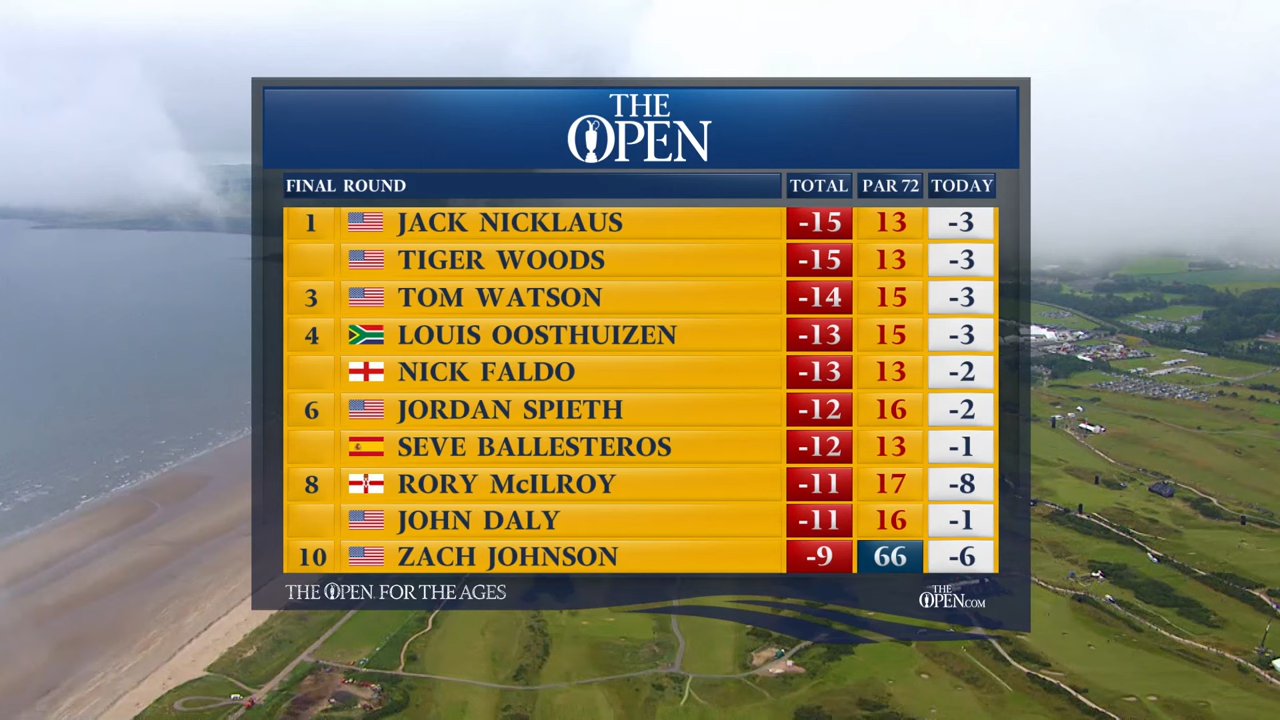 THE
OPEN
FINAL ROUND TOTAL PAR 72 TODAY
1 JACK NICKLAUS -15 13 -3
TIGER WOODS -15 13 -3
3 TOM WATSON -14 15 -3
4 LOUIS OOSTHUIZEN -13 15 -3
NICK FALDO -13 13 -2
6 JORDAN SPIETH -12 16 -2
SEVE BALLESTEROS -12 13 -1
8 RORY McILROY -11 17 -8
JOHN DALY -11 16 -1
10 ZACH JOHNSON -9 66 -6
THE OPEN FOR THE AGES
THE
OPEN.COM